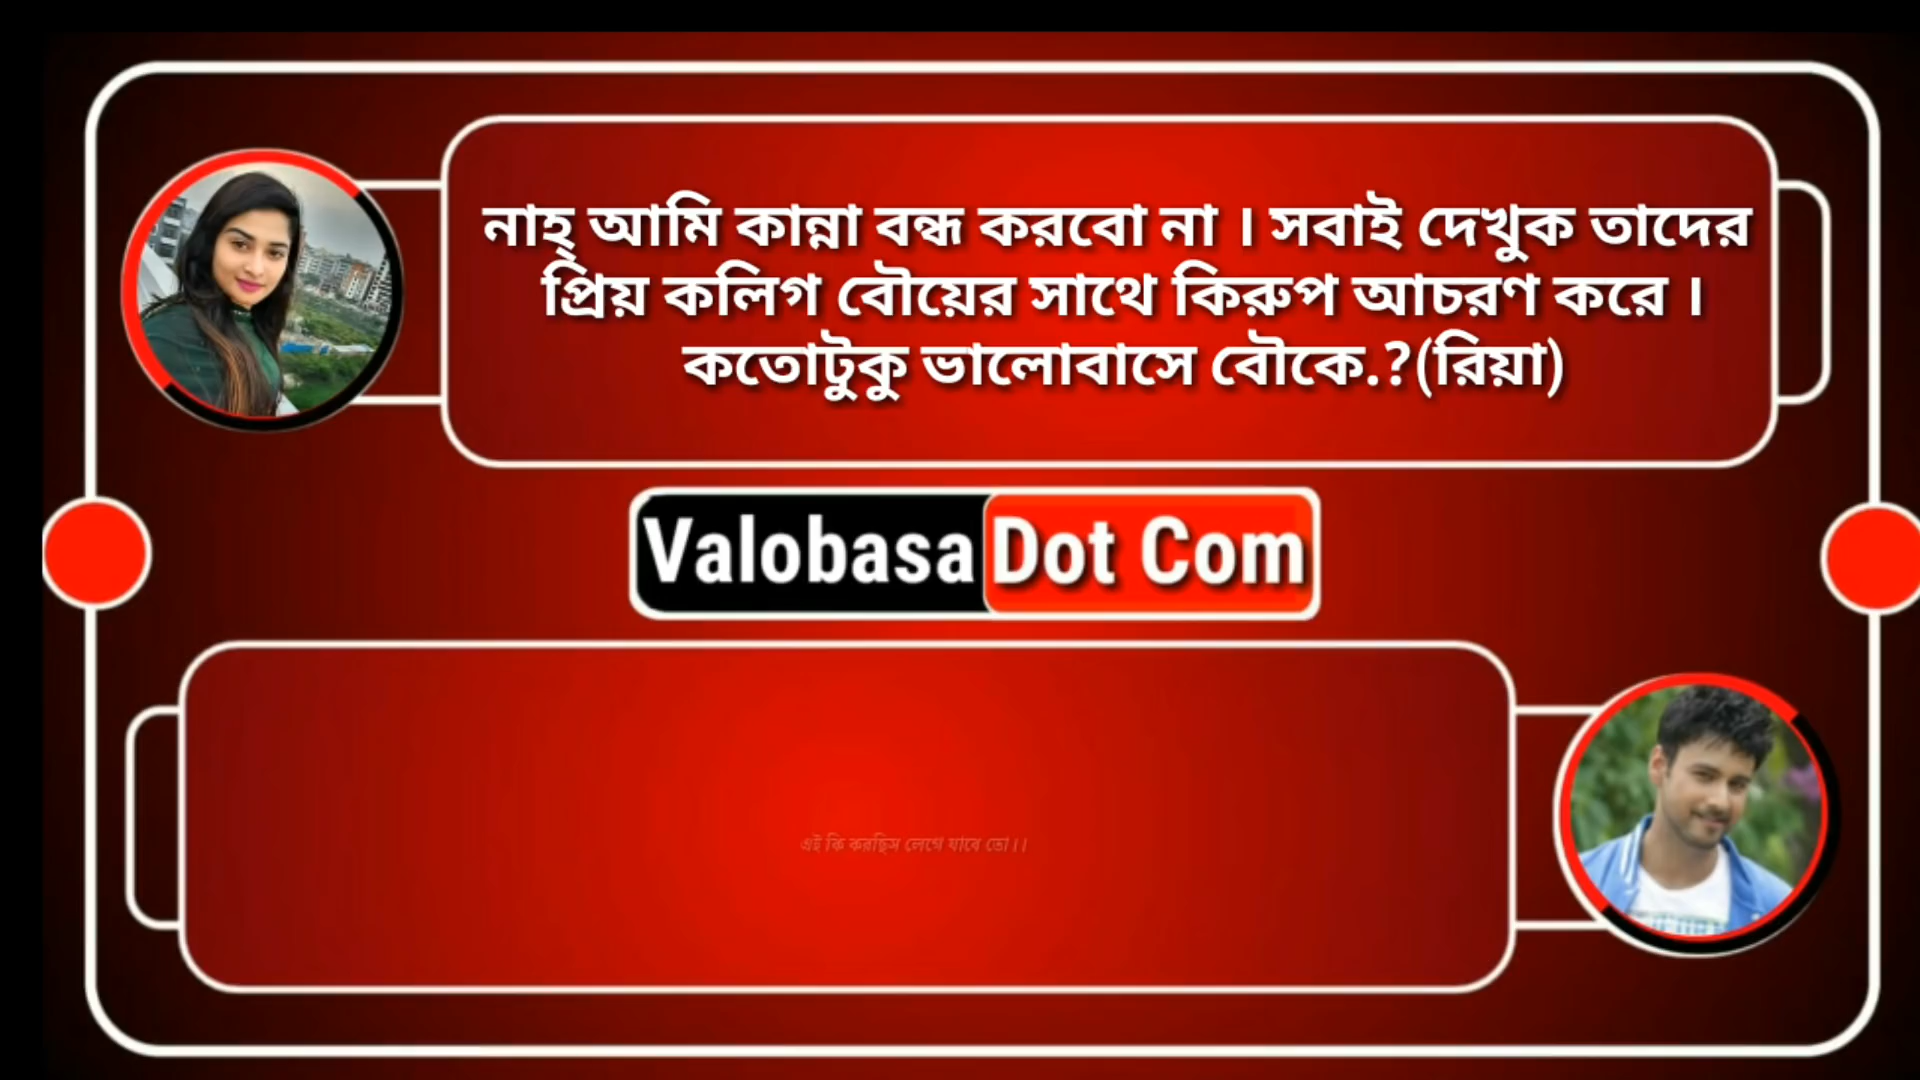 নাহ্ আমি কান্না বন্ধ করবো না । সবাই দেখুক তাদের
প্রিয় কলিগ বৌয়ের সাথে কিরুপ আচরণ করে ।
কতোটুকু ভালোবাসে বৌকে.?(রিয়া)
Valobasa Dot Com
এই কি করছিস লেগে যাবে তো।।